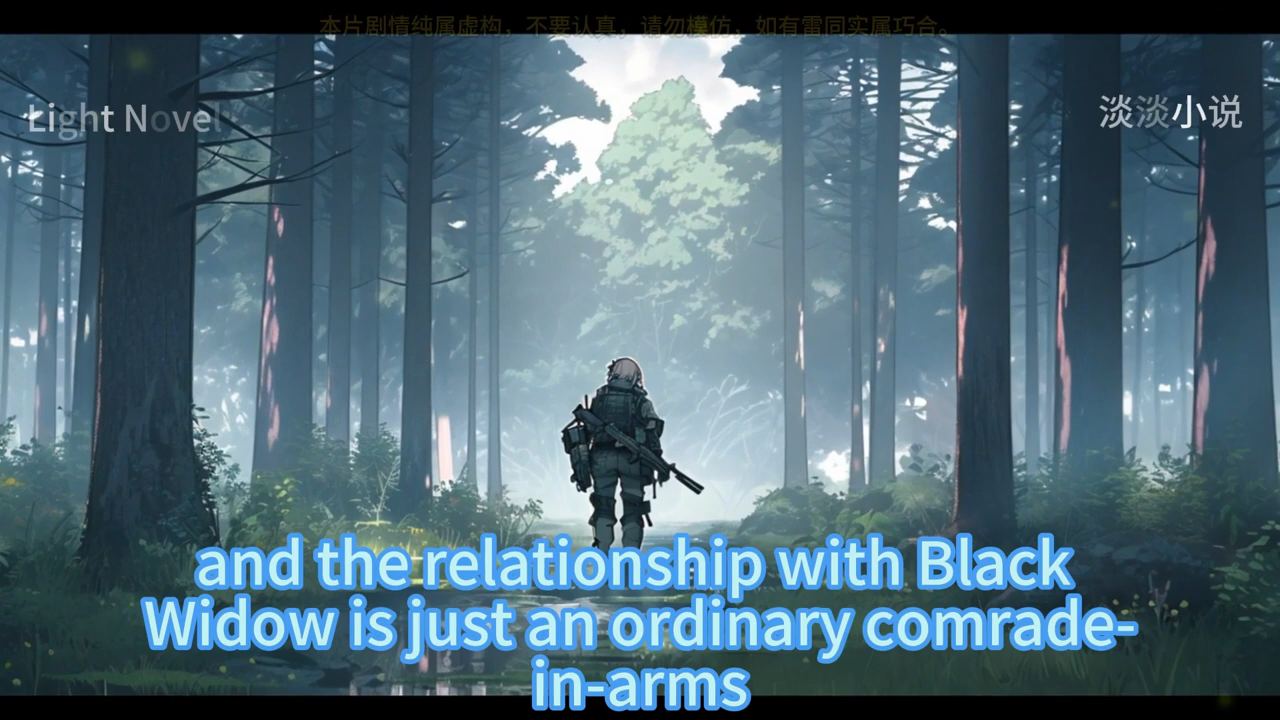 本片剧情纯属虚构，不要认真，请勿模仿，如有雷同实属巧合。
Light Novel
淡淡小说
and the relationship with Black
Widow is just an ordinary comrade-
in-arms